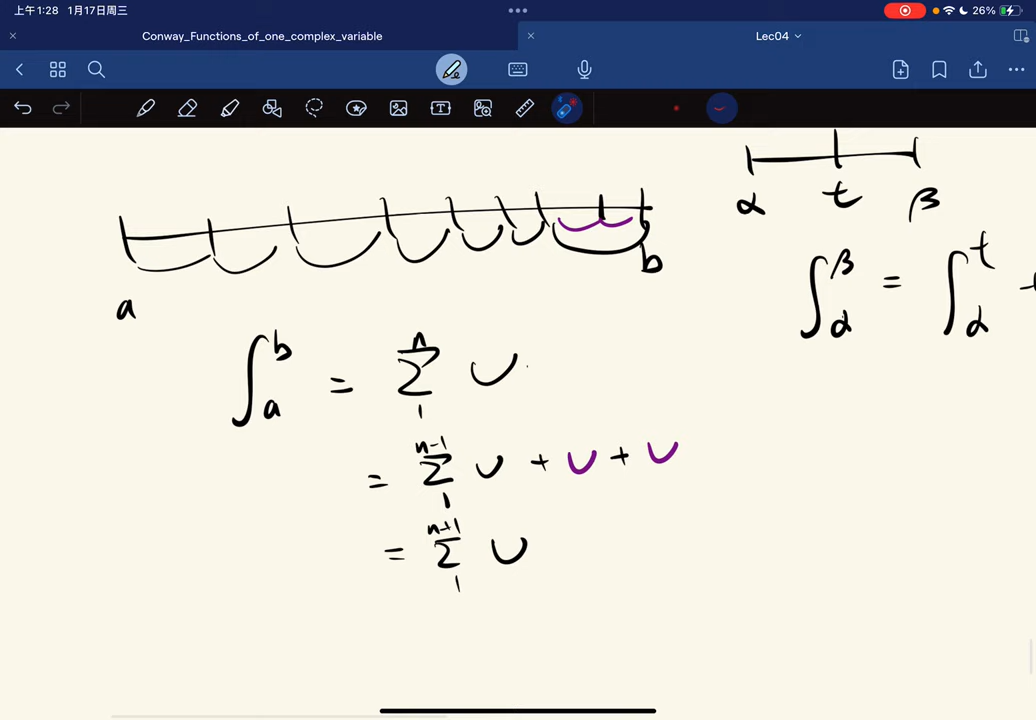 上午1:28 1月17日周三
26%
Conway_Functions_of_one_complex_variable
Lec04
α t β
a b
∫_α^β = ∫_α^t +
∫_a^b = Σ_1^n ∪
= Σ_1^{n-1} ∪ + ∪ + ∪
= Σ_1^{n+1} ∪